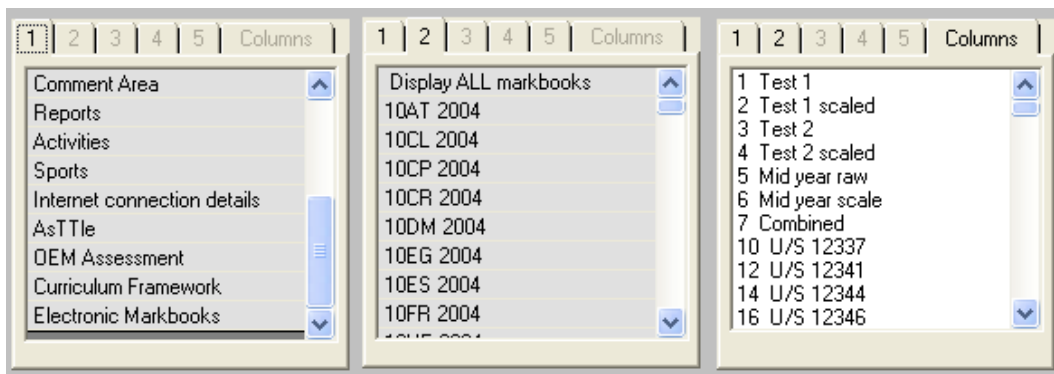 1 2 3 4 5 Columns
Comment Area
Reports
Activities
Sports
Internet connection details
AsTTle
OEM Assessment
Curriculum Framework
Electronic Markbooks
1 2 3 4 5 Columns
Display ALL markbooks
10AT 2004
10CL 2004
10CP 2004
10CR 2004
10DM 2004
10EG 2004
10ES 2004
10FR 2004
1 2 3 4 5 Columns
1 Test 1
2 Test 1 scaled
3 Test 2
4 Test 2 scaled
5 Mid year raw
6 Mid year scale
7 Combined
10 U/S 12337
12 U/S 12341
14 U/S 12344
16 U/S 12346